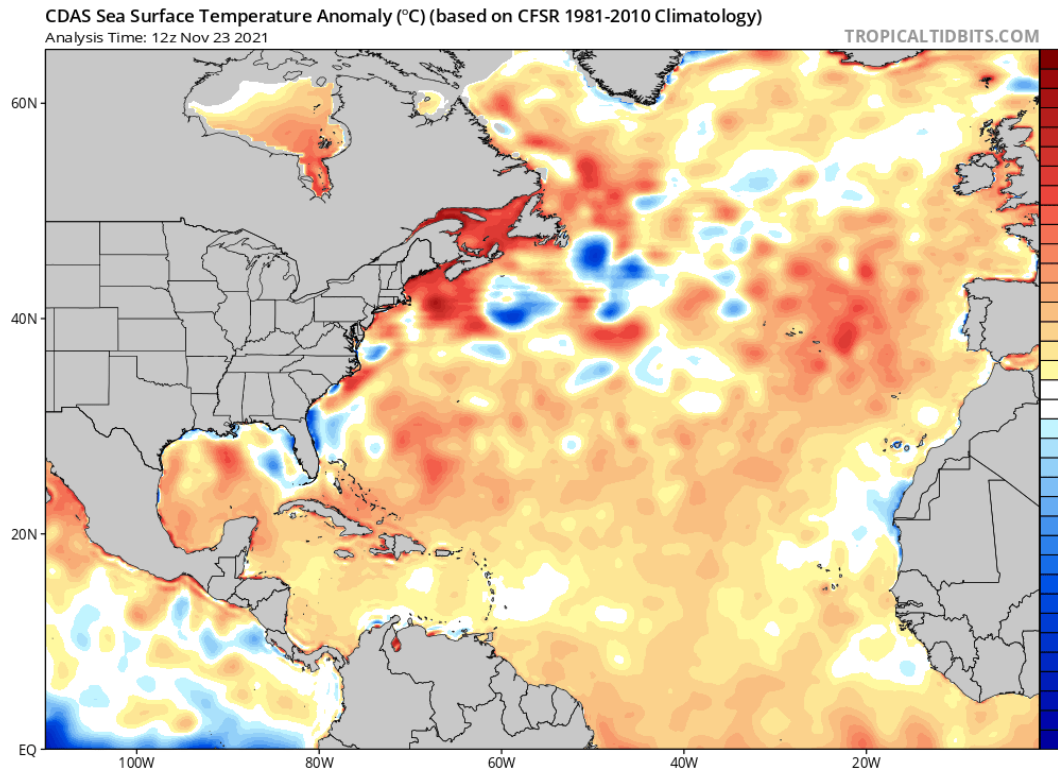 CDAS Sea Surface Temperature Anomaly (°C) (based on CFSR 1981-2010 Climatology)
Analysis Time: 12z Nov 23 2021
TROPICALTIDBITS.COM
60N
40N
20N
EQ
100W
80W
60W
40W
20W